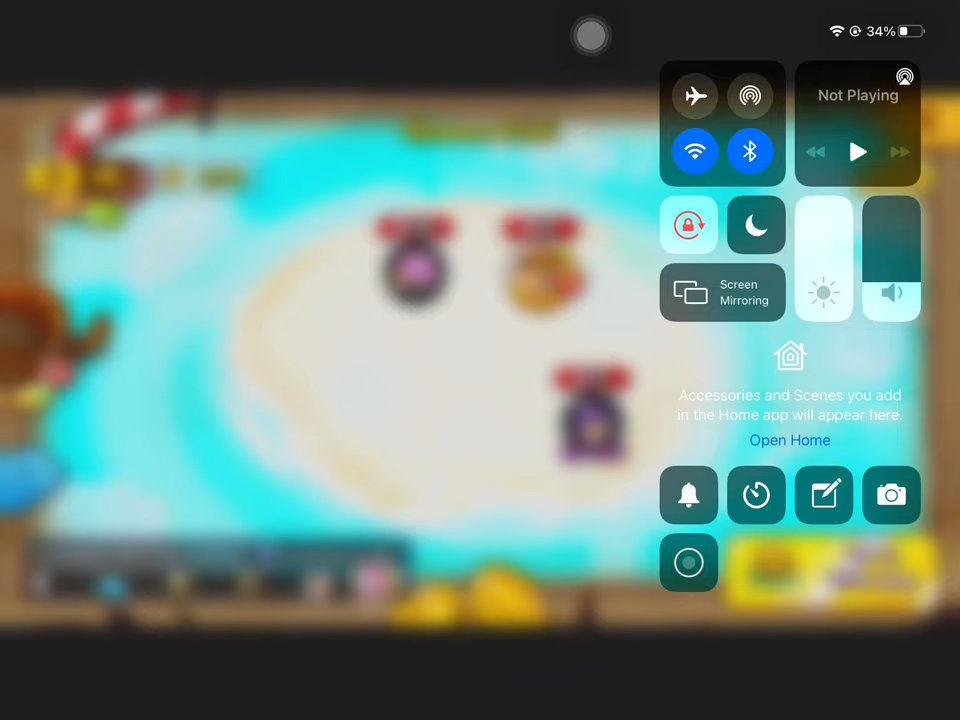 34%
Not Playing
Screen
Mirroring
Accessories and Scenes you add
in the Home app will appear here.
Open Home